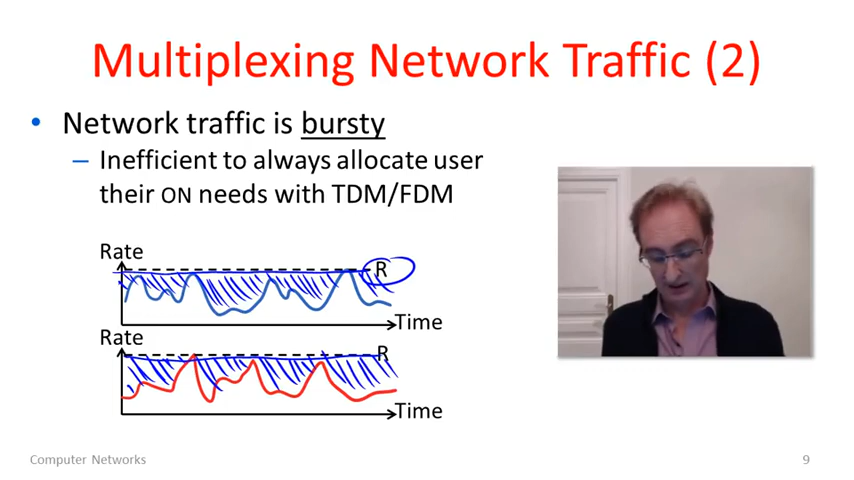 Multiplexing Network Traffic (2)
• Network traffic is bursty
– Inefficient to always allocate user
their ON needs with TDM/FDM
Rate
R
Time
Rate
R
Time
Computer Networks
9